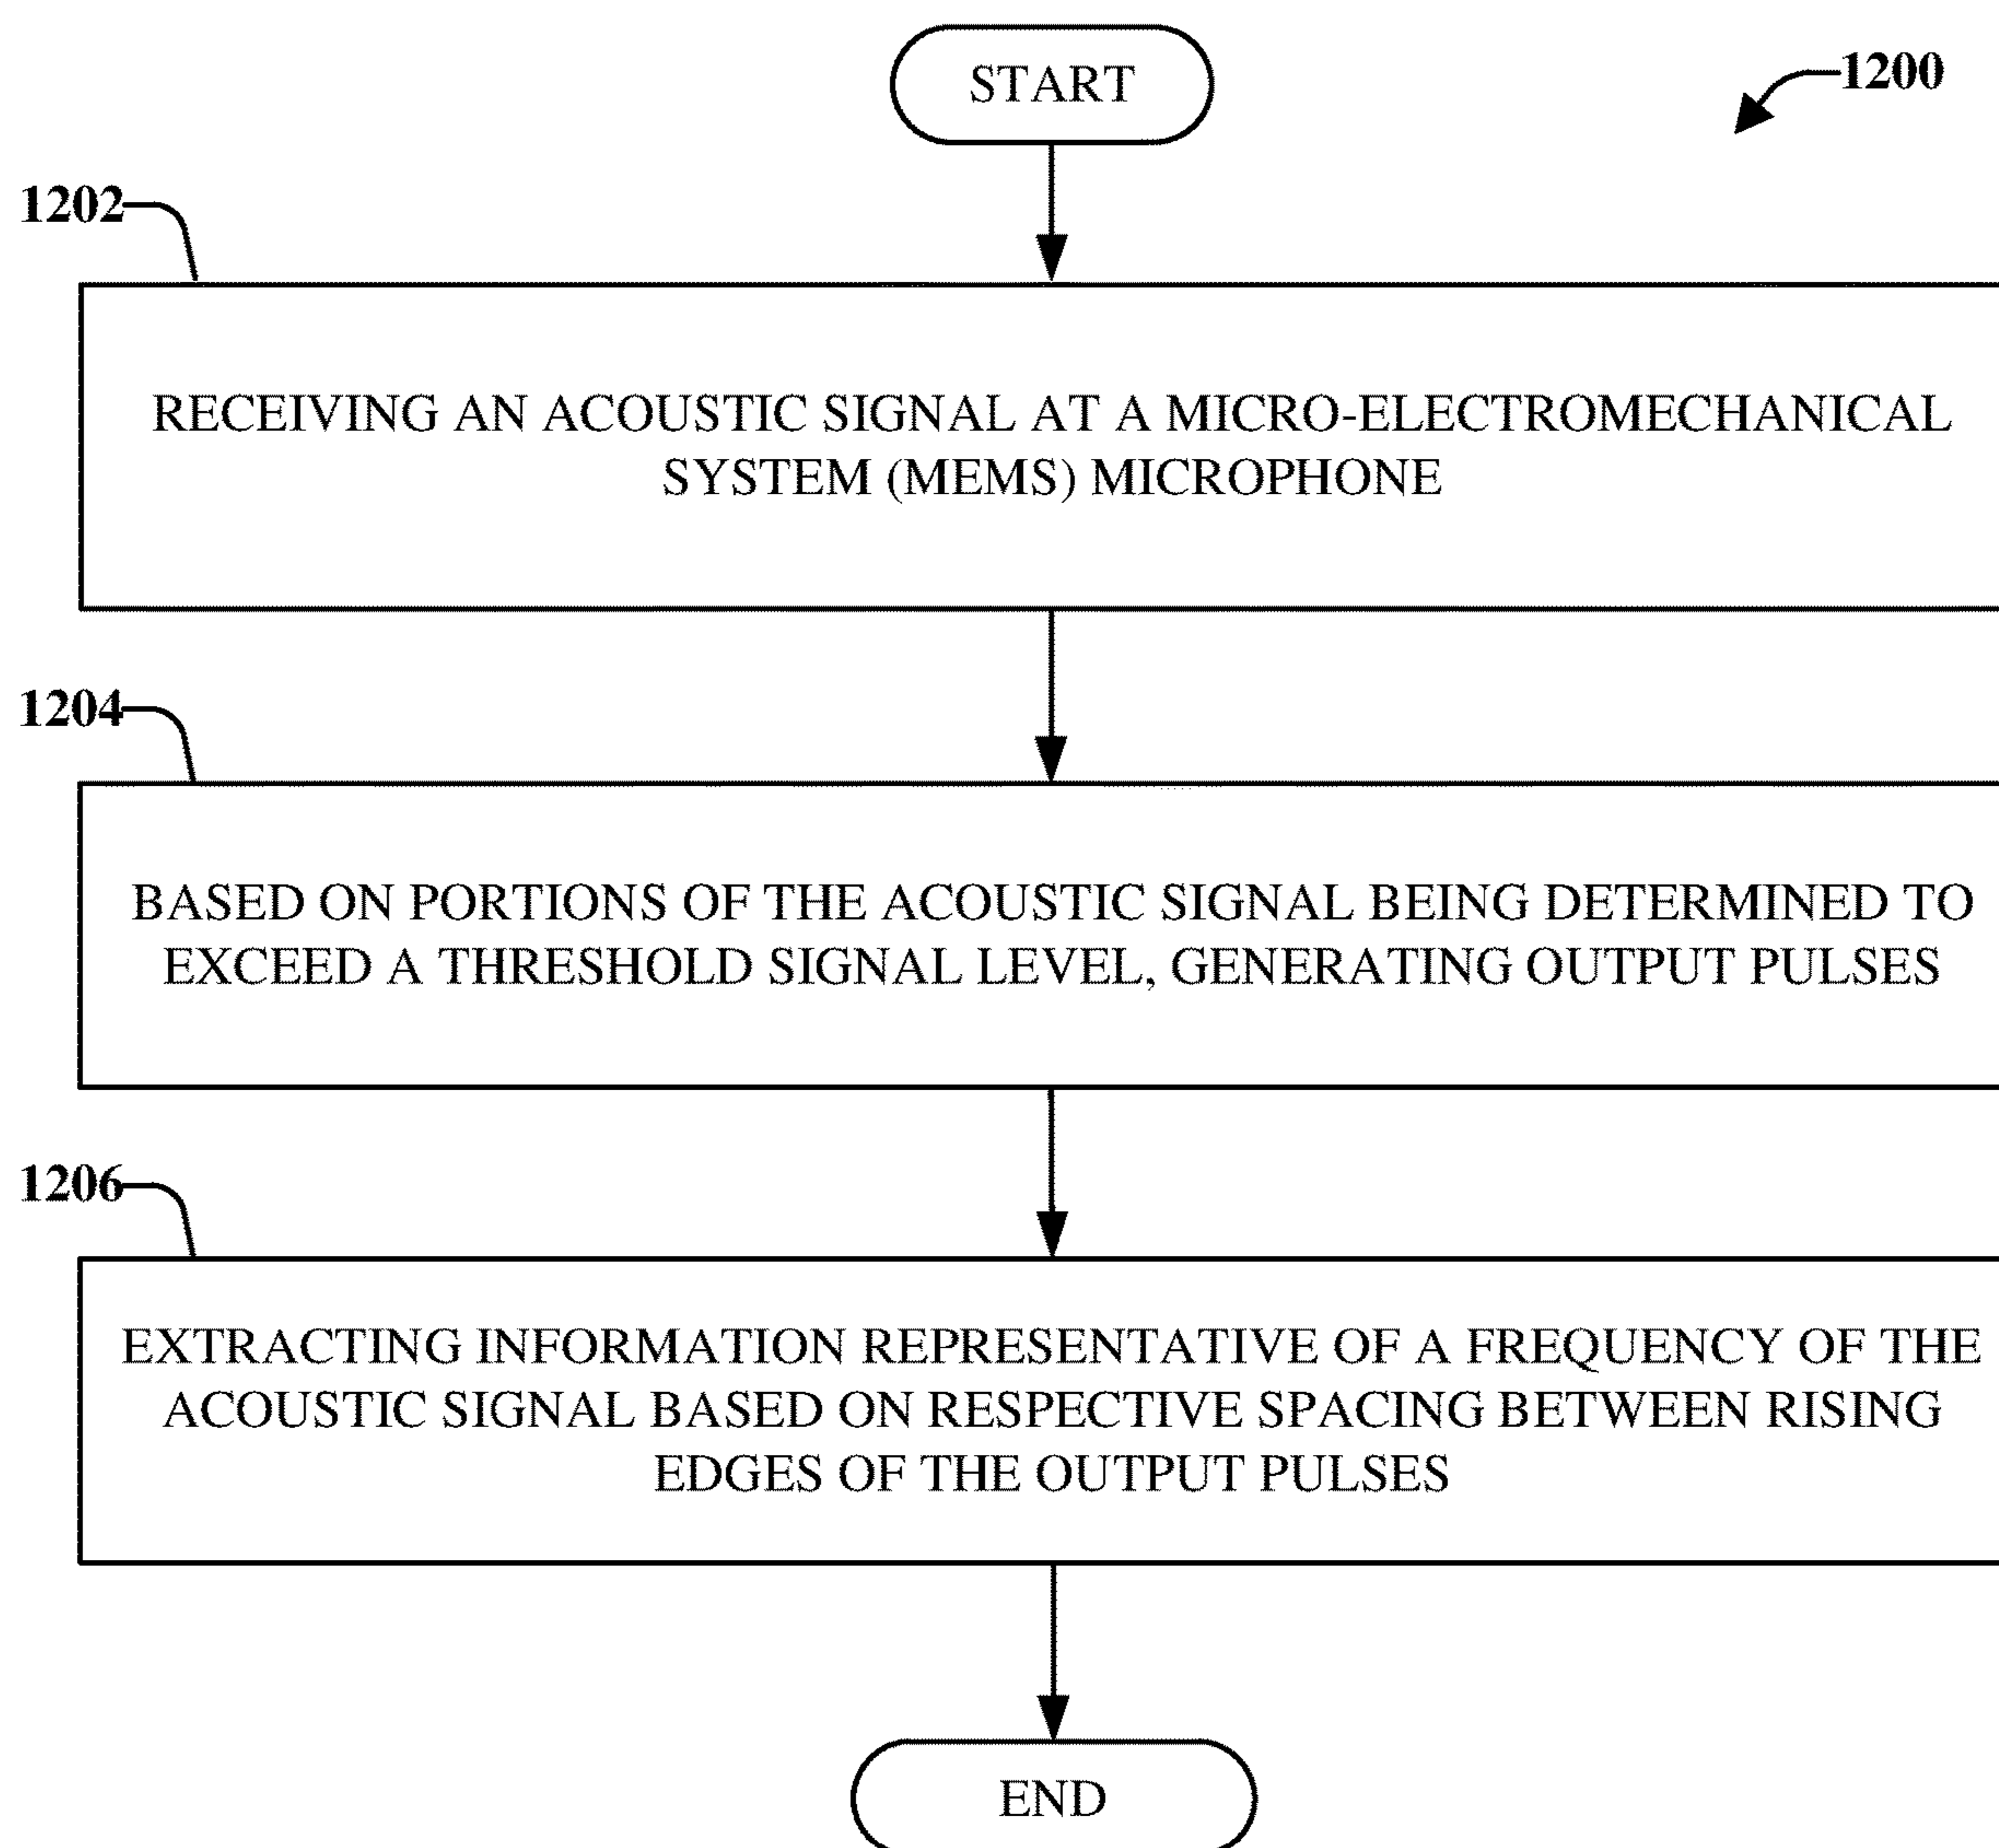 START
1200
1202
RECEIVING AN ACOUSTIC SIGNAL AT A MICRO-ELECTROMECHANICAL
SYSTEM (MEMS) MICROPHONE
1204
BASED ON PORTIONS OF THE ACOUSTIC SIGNAL BEING DETERMINED TO
EXCEED A THRESHOLD SIGNAL LEVEL, GENERATING OUTPUT PULSES
1206
EXTRACTING INFORMATION REPRESENTATIVE OF A FREQUENCY OF THE
ACOUSTIC SIGNAL BASED ON RESPECTIVE SPACING BETWEEN RISING
EDGES OF THE OUTPUT PULSES
END